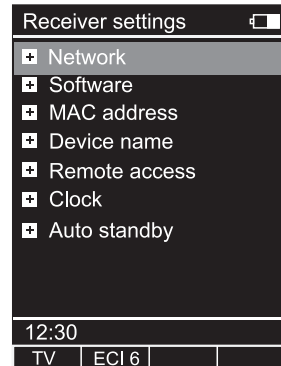 Receiver settings
Network
Software
MAC address
Device name
Remote access
Clock
Auto standby
12:30
TV ECI 6